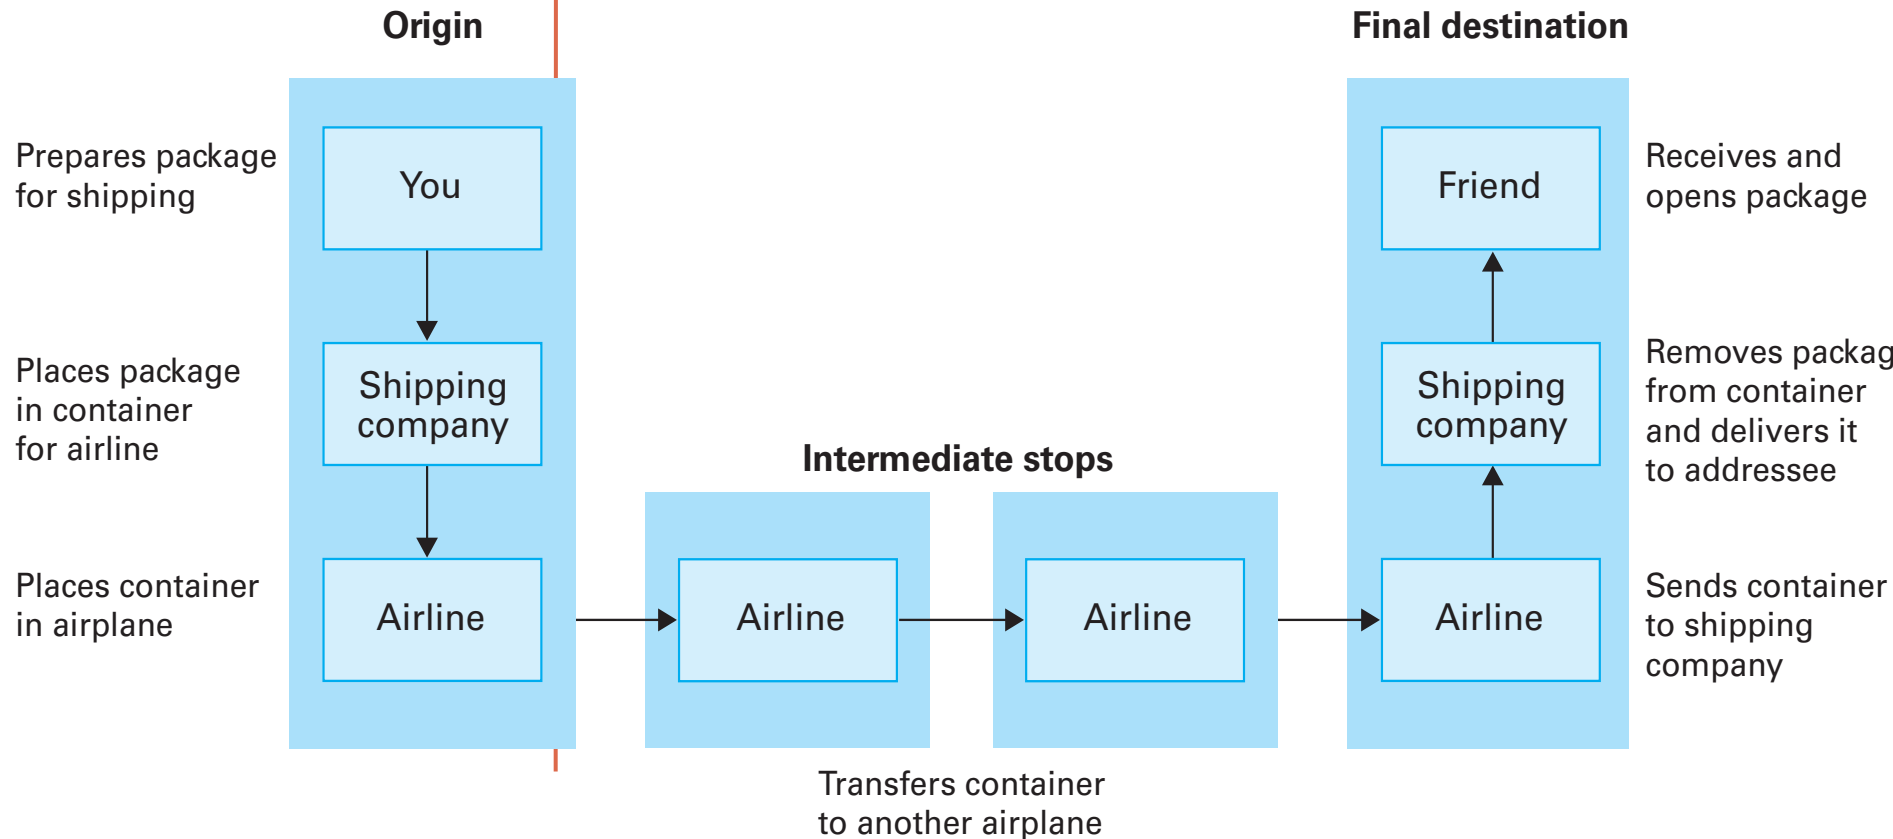 Origin
Final destination
Prepares package
for shipping
You
Friend
Receives and
opens package
Places package
in container
for airline
Shipping
company
Shipping
company
Removes packag
from container
and delivers it
to addressee
Intermediate stops
Places container
in airplane
Airline
Airline
Airline
Airline
Sends container
to shipping
company
Transfers container
to another airplane